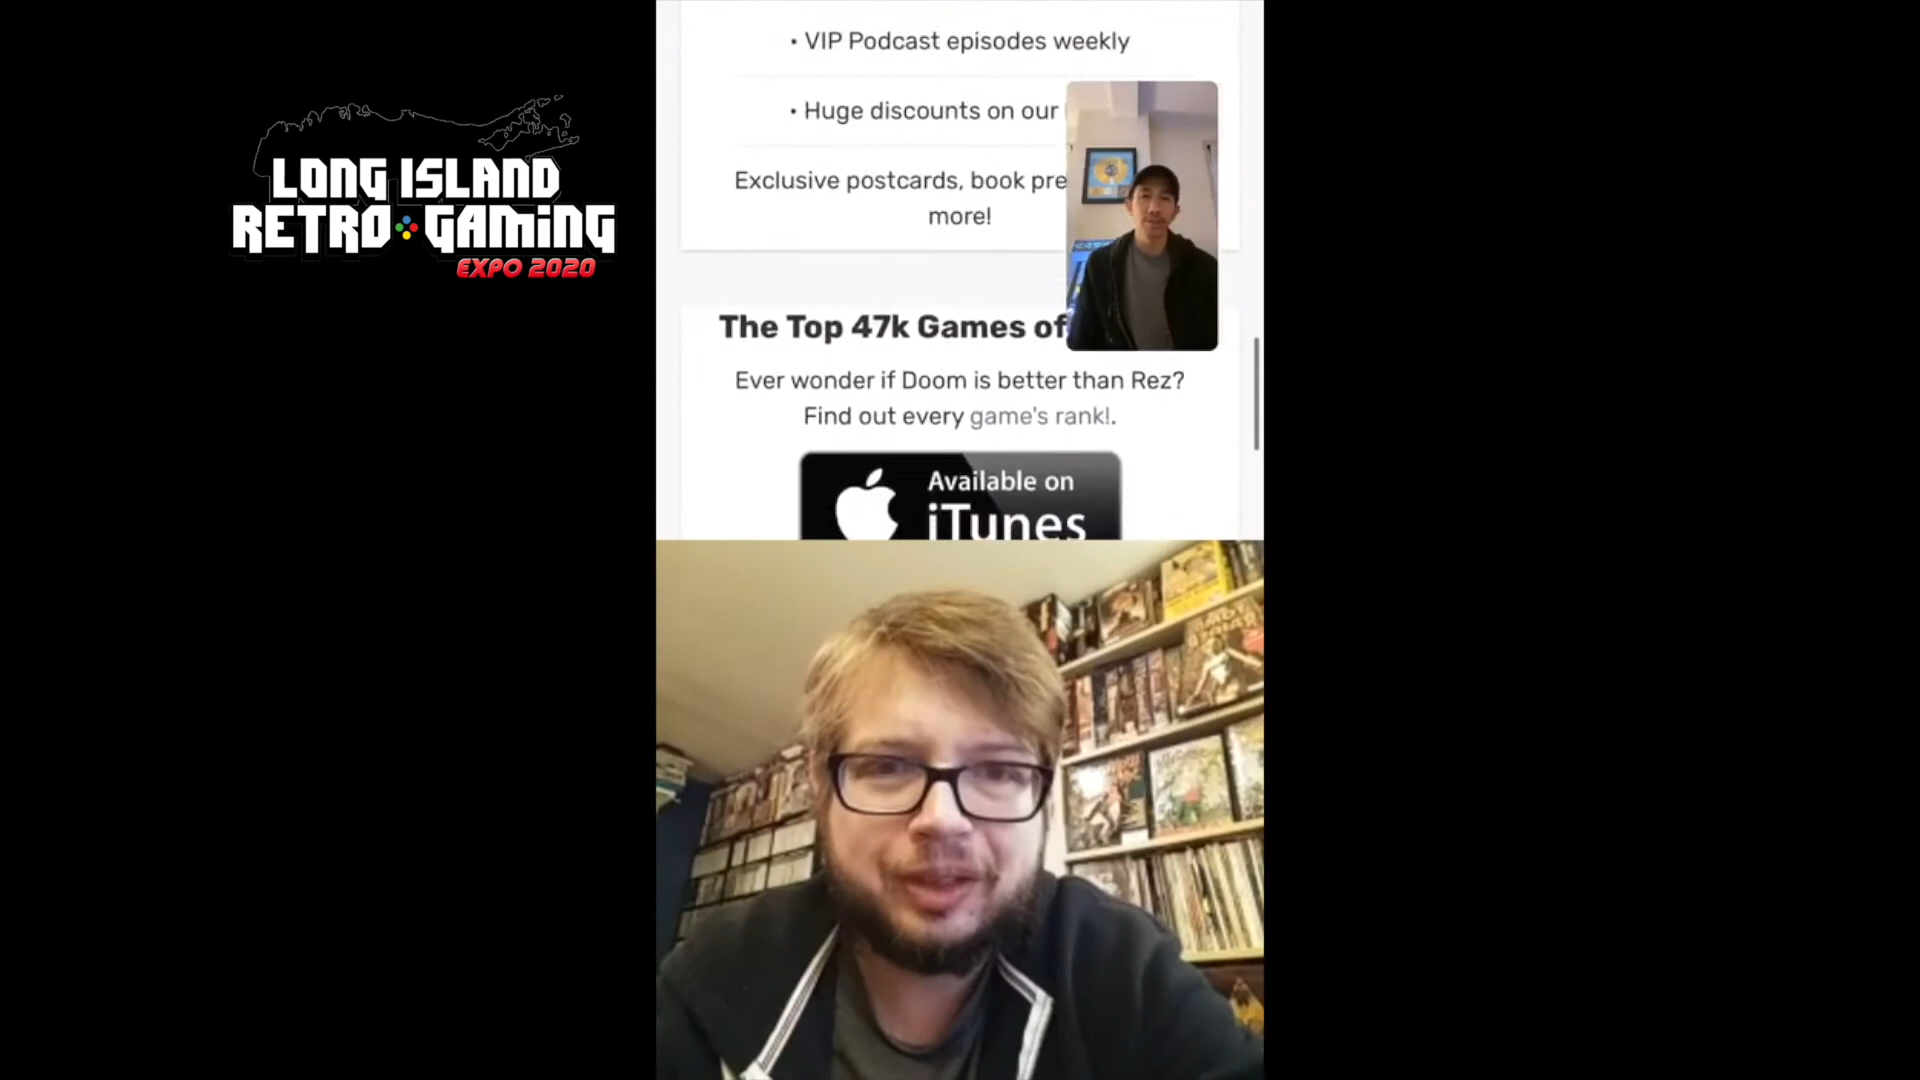 LONG ISLAND
RETRO GAMING
EXPO 2020
• VIP Podcast episodes weekly
• Huge discounts on our
Exclusive postcards, book pre
more!
The Top 47k Games of
Ever wonder if Doom is better than Rez?
Find out every game's rank!.
Available on
iTunes